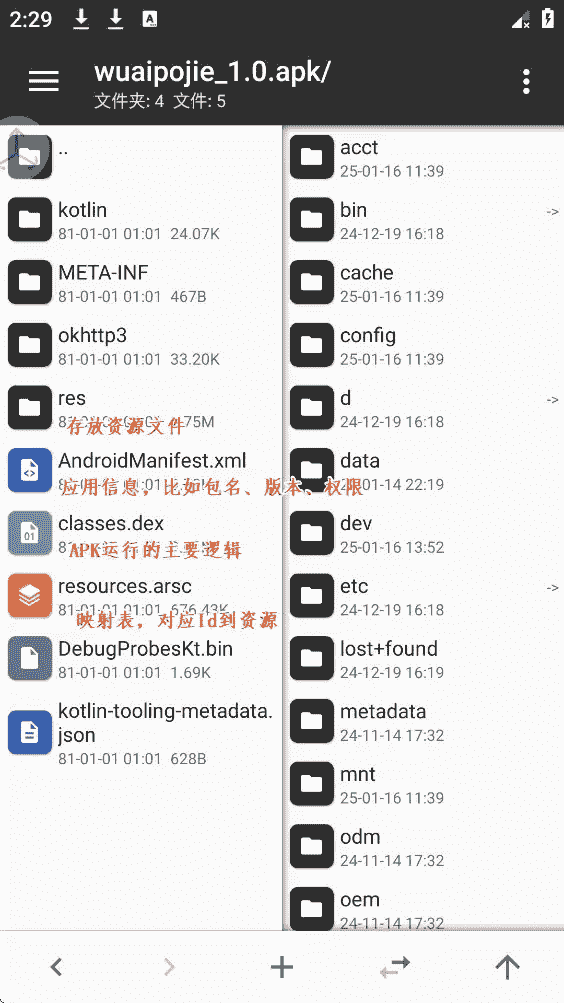 2:29
wuaipojie_1.0.apk/
文件夹: 4 文件: 5
..
kotlin
81-01-01 01:01 24.07K
META-INF
81-01-01 01:01 467B
okhttp3
81-01-01 01:01 33.20K
res
存放资源文件
AndroidManifest.xml
应用信息，比如包名、版本、权限
classes.dex
APK运行的主要逻辑
resources.arsc
81-01-01 01:01 676.43K
映射表，对应Id到资源
DebugProbesKt.bin
81-01-01 01:01 1.69K
kotlin-tooling-metadata.
json
81-01-01 01:01 628B
acct
25-01-16 11:39
bin
->
24-12-19 16:18
cache
25-01-16 11:39
config
25-01-16 11:39
d
->
24-12-19 16:18
data
01-14 22:19
dev
25-01-16 13:52
etc
->
24-12-19 16:18
lost+found
24-12-19 16:19
metadata
24-11-14 17:32
mnt
25-01-16 11:39
odm
24-11-14 17:32
oem
24-11-14 17:32